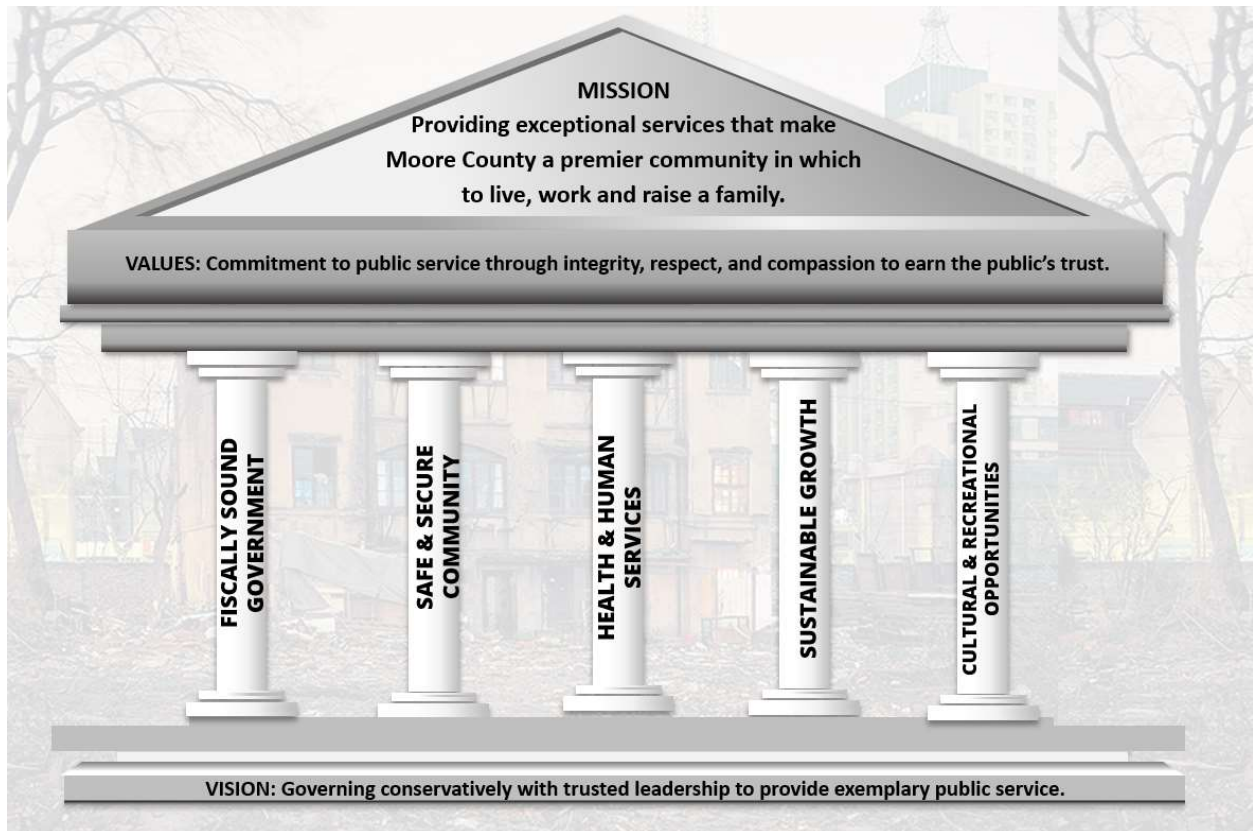 MISSION
Providing exceptional services that make
Moore County a premier community in which
to live, work and raise a family.
VALUES: Commitment to public service through integrity, respect, and compassion to earn the public’s trust.
FISCALLY SOUND
GOVERNMENT
SAFE & SECURE
COMMUNITY
HEALTH & HUMAN
SERVICES
SUSTAINABLE GROWTH
CULTURAL & RECREATIONAL
OPPORTUNITIES
VISION: Governing conservatively with trusted leadership to provide exemplary public service.